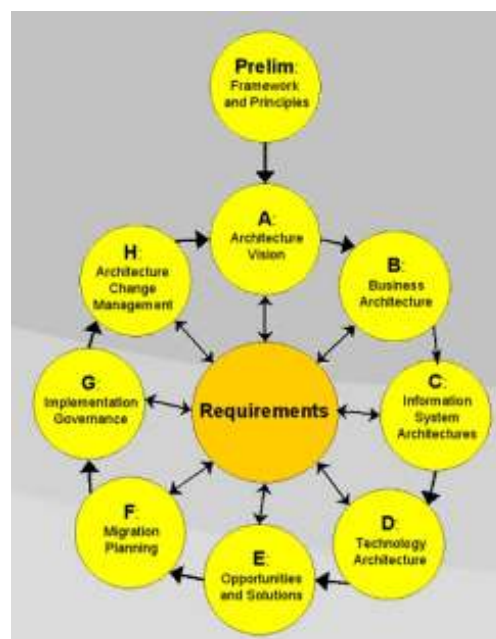 Prelim:
Framework
and Principles
A:
Architecture
Vision
B:
Business
Architecture
C:
Information
System
Architectures
D:
Technology
Architecture
E:
Opportunities
and Solutions
F:
Migration
Planning
G:
Implementation
Governance
H:
Architecture
Change
Management
Requirements